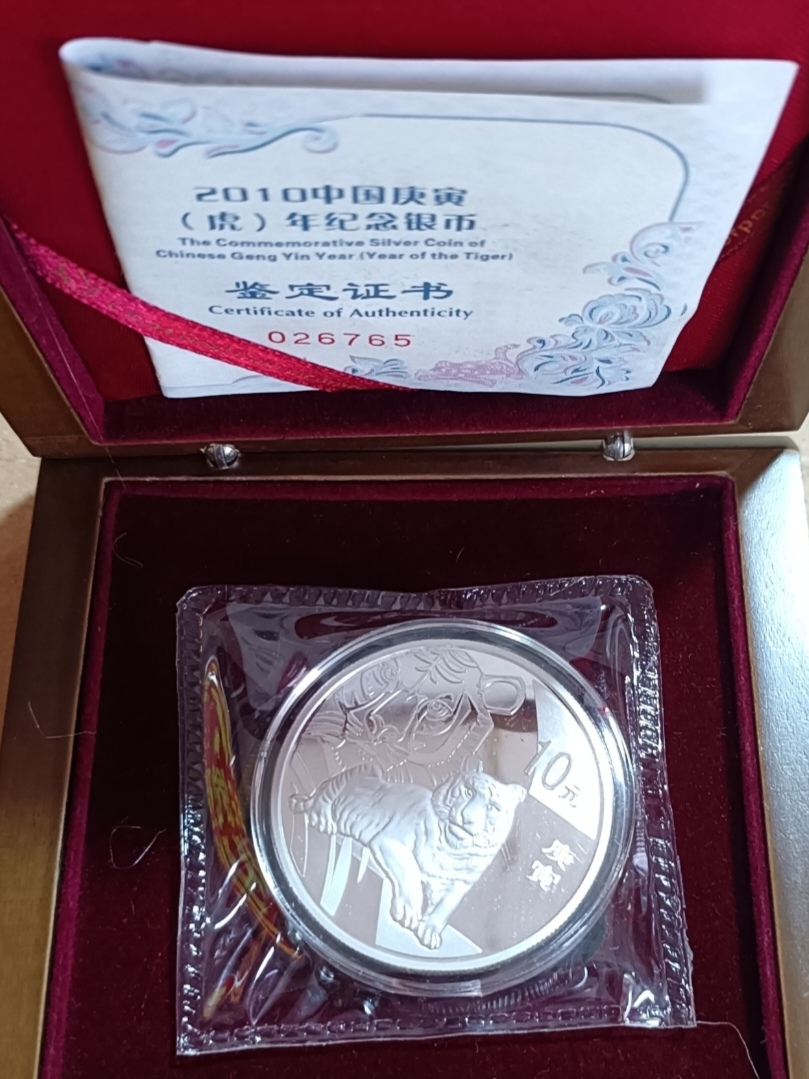 2010中国庚寅
（虎）年纪念银币
The Commemorative Silver Coin of
Chinese Geng Yin Year (Year of the Tiger)
鉴定证书
Certificate of Authenticity
026765
10元
庚寅